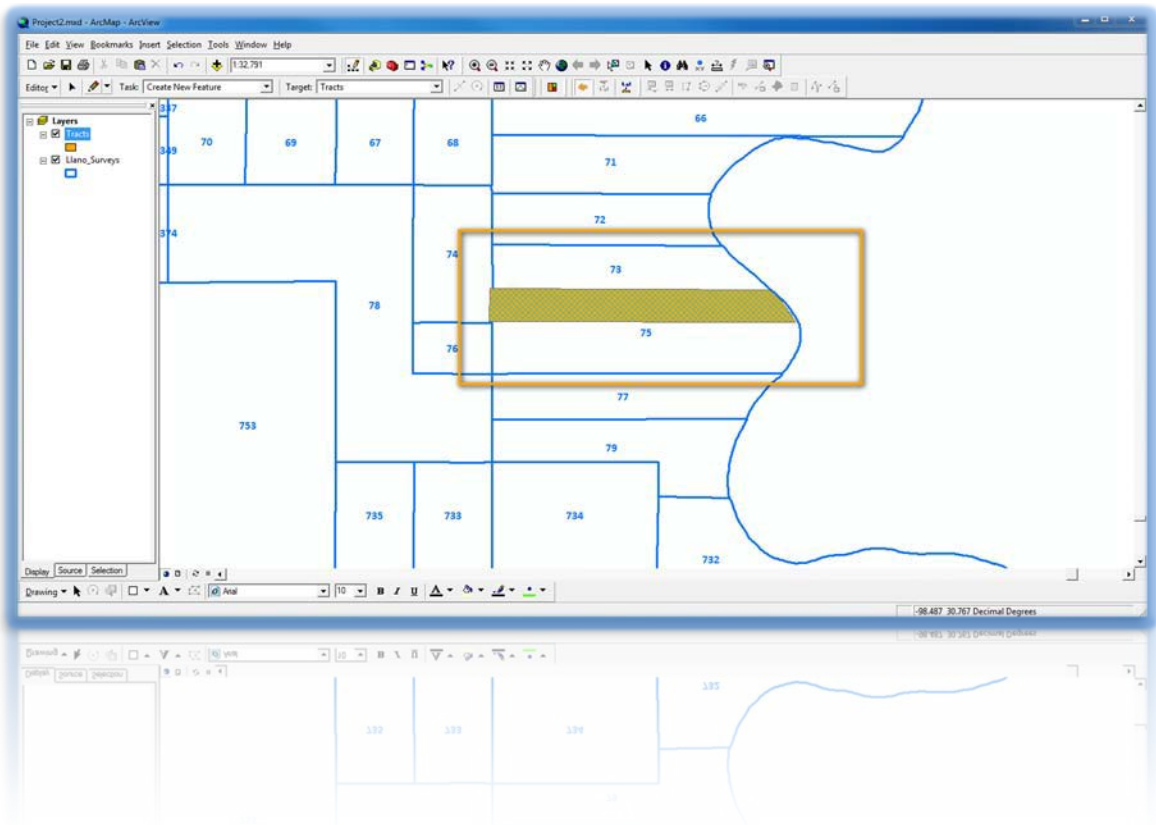 Project2.mxd - ArcMap - ArcView
File Edit View Bookmarks Insert Selection Tools Window Help
1:32,791
Editor Task: Create New Feature Target: Tracts
Layers
Tracts
Llano_Surveys
337
66
349 70 69 67 68
71
72
374 74
73
78
75
76
77
753
79
735 733 734
732
Display Source Selection
Drawing A Arial 10 B I U A
-98.487 30.767 Decimal Degrees